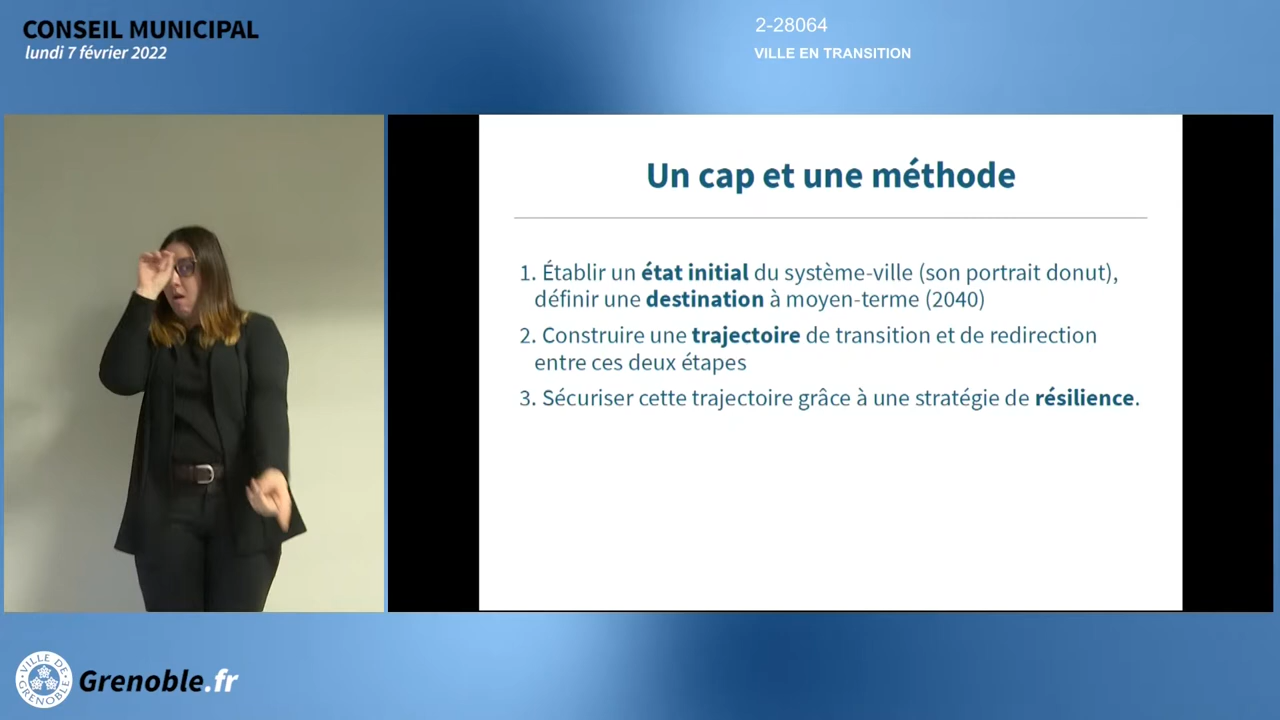 CONSEIL MUNICIPAL
lundi 7 février 2022
2-28064
VILLE EN TRANSITION
Un cap et une méthode
1. Établir un état initial du système-ville (son portrait donut),
définir une destination à moyen-terme (2040)
2. Construire une trajectoire de transition et de redirection
entre ces deux étapes
3. Sécuriser cette trajectoire grâce à une stratégie de résilience.
VILLE DE
GRENOBLE
Grenoble.fr